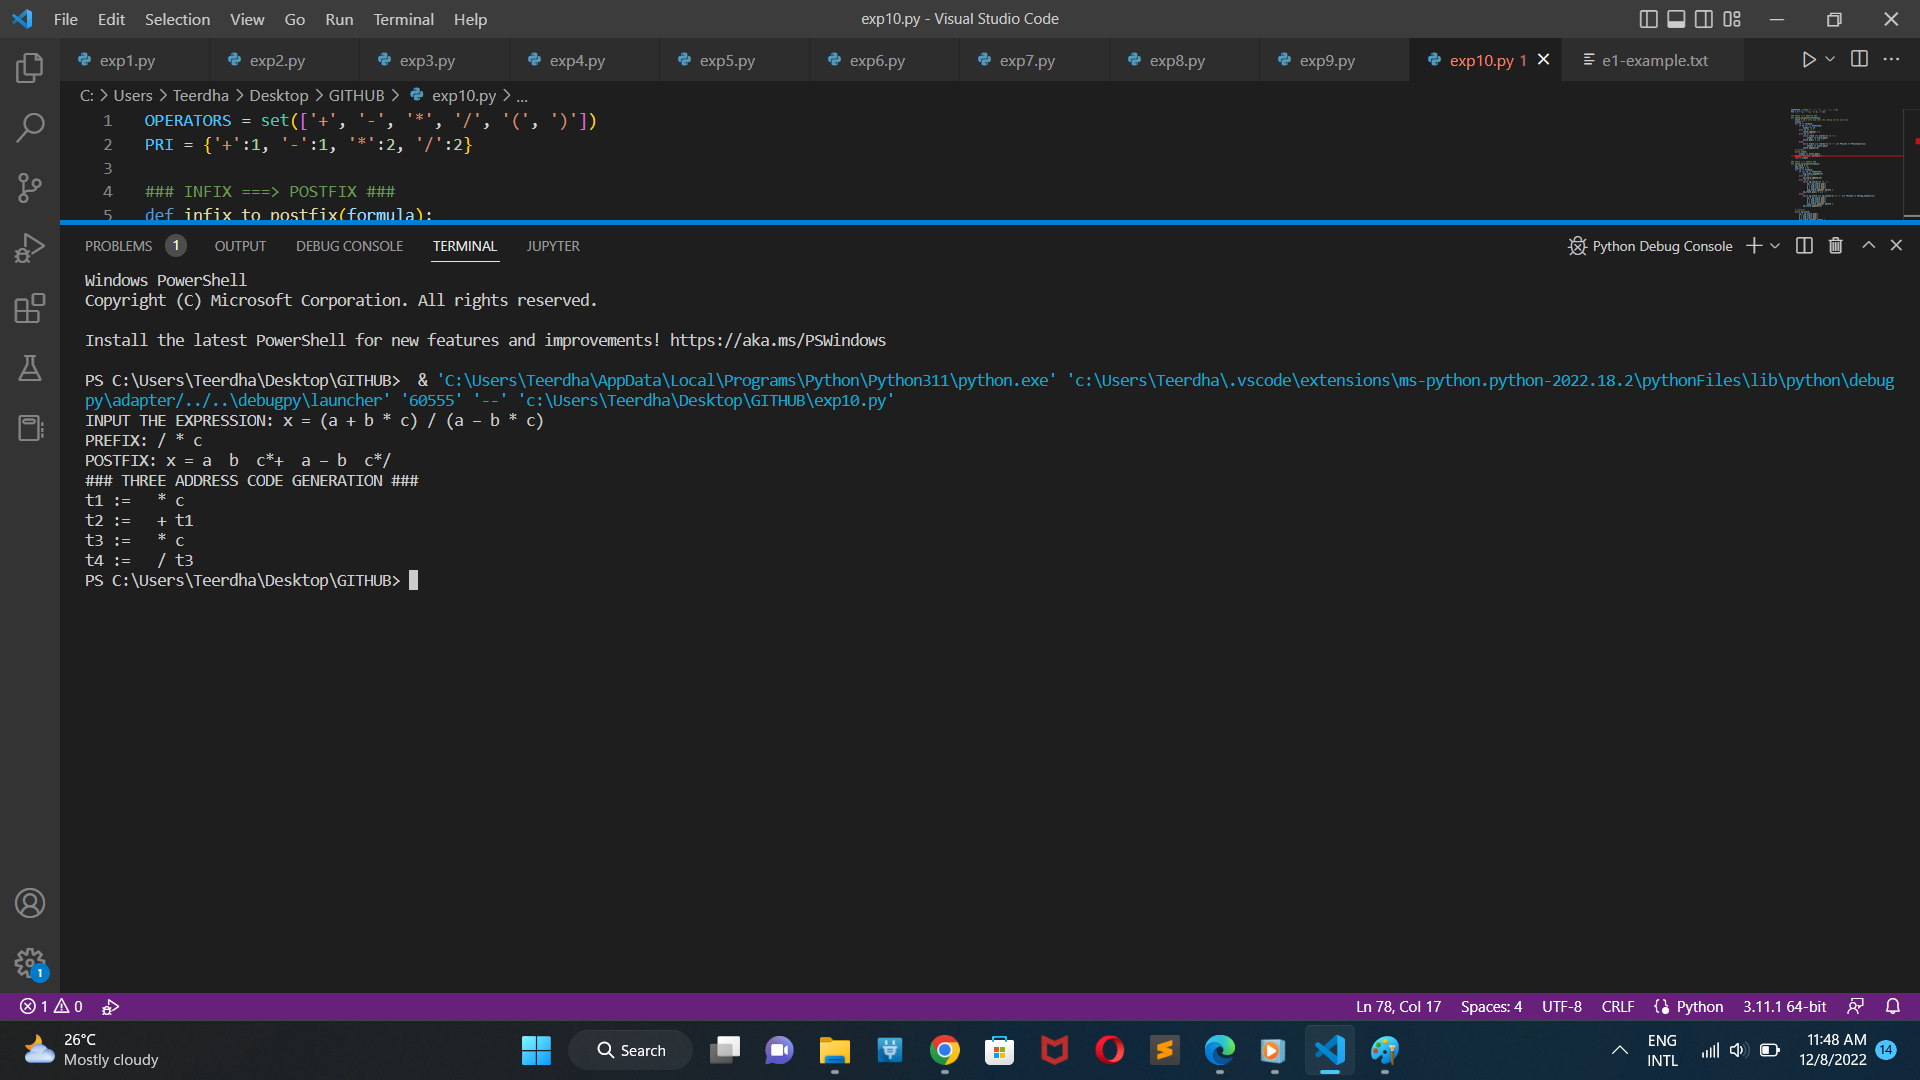 File Edit Selection View Go Run Terminal Help
exp10.py - Visual Studio Code
exp1.py exp2.py exp3.py exp4.py exp5.py exp6.py exp7.py exp8.py exp9.py exp10.py 1 e1-example.txt
C: > Users > Teerdha > Desktop > GITHUB > exp10.py > ...
1 OPERATORS = set(['+', '-', '*', '/', '(', ')'])
2 PRI = {'+':1, '-':1, '*':2, '/':2}
3
4 ### INFIX ===> POSTFIX ###
5 def infix_to_postfix(formula):
PROBLEMS 1 OUTPUT DEBUG CONSOLE TERMINAL JUPYTER
Python Debug Console
Windows PowerShell
Copyright (C) Microsoft Corporation. All rights reserved.
Install the latest PowerShell for new features and improvements! https://aka.ms/PSWindows
PS C:\Users\Teerdha\Desktop\GITHUB>  & 'C:\Users\Teerdha\AppData\Local\Programs\Python\Python311\python.exe' 'c:\Users\Teerdha\.vscode\extensions\ms-python.python-2022.18.2\pythonFiles\lib\python\debug
py\adapter/../..\debugpy\launcher' '60555' '--' 'c:\Users\Teerdha\Desktop\GITHUB\exp10.py'
INPUT THE EXPRESSION: x = (a + b * c) / (a − b * c)
PREFIX: / * c
POSTFIX: x = a  b  c*+  a − b  c*/
### THREE ADDRESS CODE GENERATION ###
t1 :=   * c
t2 :=   + t1
t3 :=   * c
t4 :=   / t3
PS C:\Users\Teerdha\Desktop\GITHUB>
1
1 0
Ln 78, Col 17 Spaces: 4 UTF-8 CRLF Python 3.11.1 64-bit
26°C
Mostly cloudy
Search
ENG
INTL
11:48 AM
12/8/2022
14